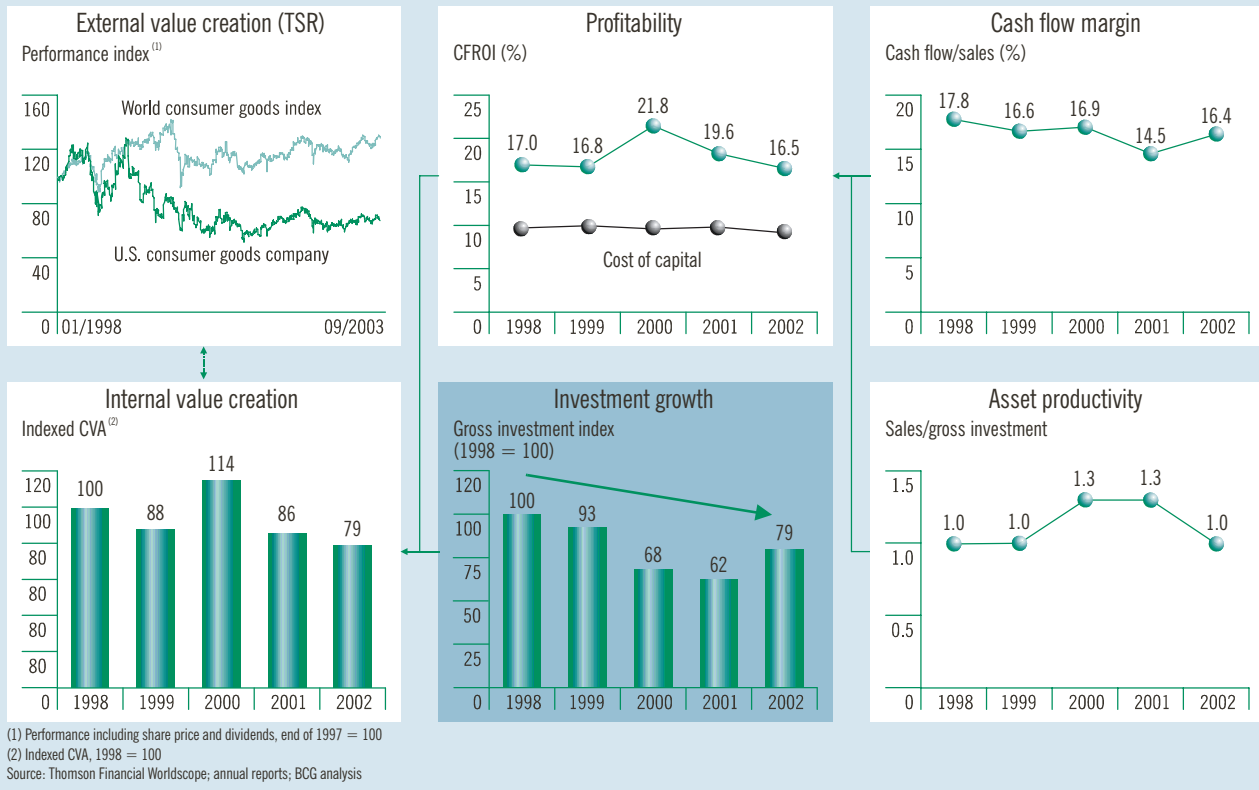 External value creation (TSR)
Performance index (1)
160
120
80
40
0
World consumer goods index
U.S. consumer goods company
01/1998
09/2003
Profitability
CFROI (%)
25
20
15
10
5
0
17.0
16.8
21.8
19.6
16.5
Cost of capital
1998 1999 2000 2001 2002
Cash flow margin
Cash flow/sales (%)
20
15
10
5
0
17.8
16.6
16.9
14.5
16.4
1998 1999 2000 2001 2002
Internal value creation
Indexed CVA (2)
120
100
80
80
80
80
0
100
88
114
86
79
1998 1999 2000 2001 2002
Investment growth
Gross investment index
(1998 = 100)
120
100
75
50
25
0
100
93
68
62
79
1998 1999 2000 2001 2002
Asset productivity
Sales/gross investment
1.5
1.0
0.5
0
1.0
1.0
1.3
1.3
1.0
1998 1999 2000 2001 2002
(1) Performance including share price and dividends, end of 1997 = 100
(2) Indexed CVA, 1998 = 100
Source: Thomson Financial Worldscope; annual reports; BCG analysis